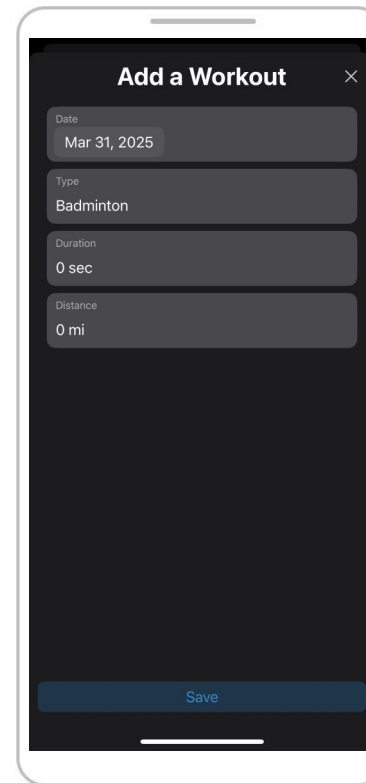 Add a Workout
Date
Mar 31, 2025
Type
Badminton
Duration
0 sec
Distance
0 mi
Save